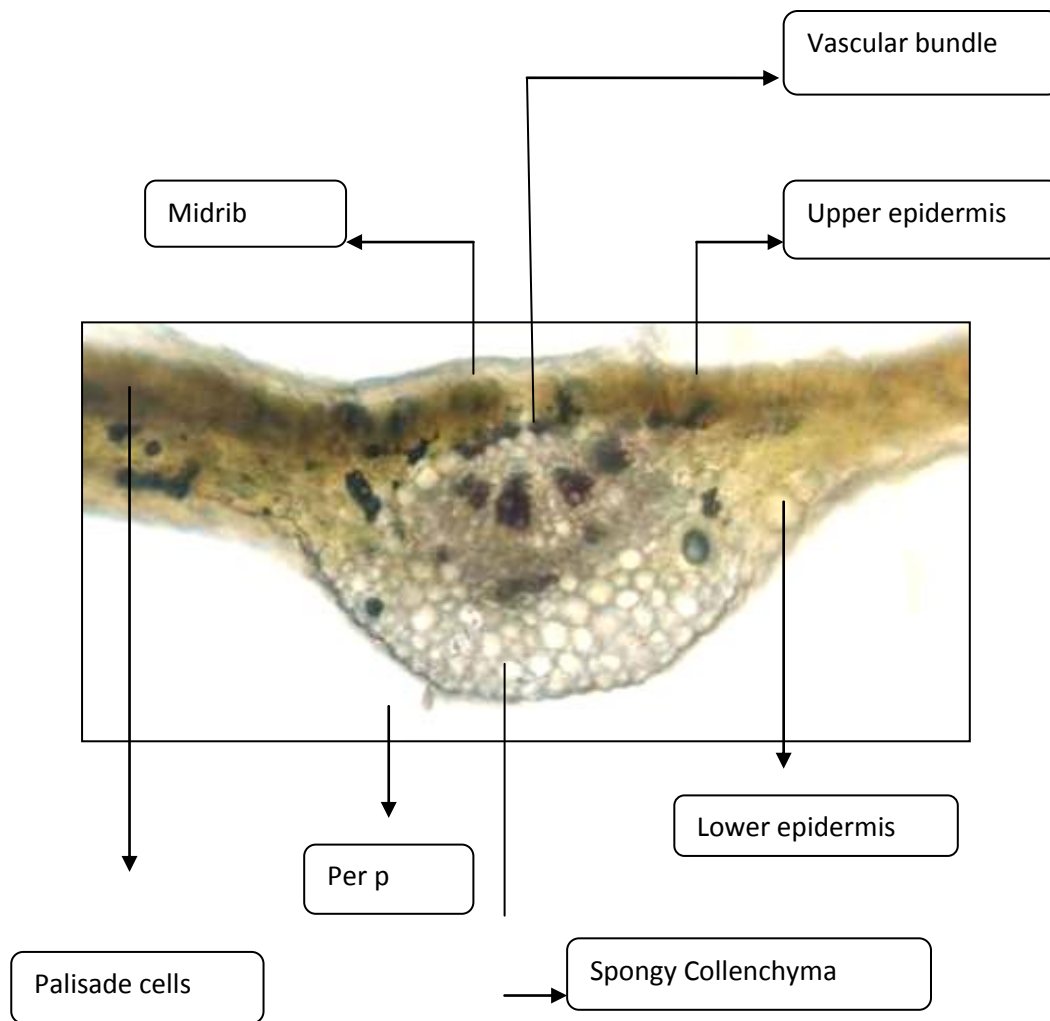 Vascular bundle
Midrib
Upper epidermis
Lower epidermis
Per p
Palisade cells
Spongy Collenchyma